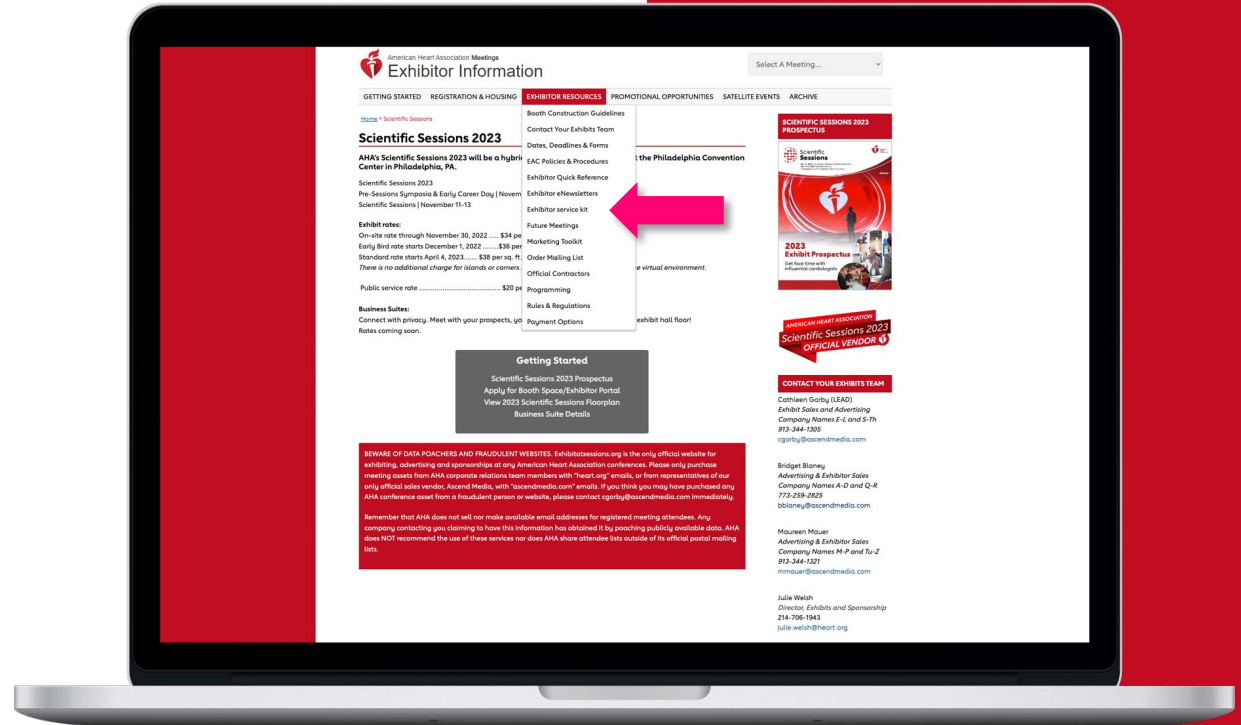 American Heart Association Meetings
Exhibitor Information
Select A Meeting...
GETTING STARTED REGISTRATION & HOUSING EXHIBITOR RESOURCES PROMOTIONAL OPPORTUNITIES SATELLITE EVENTS ARCHIVE
Home > Scientific Sessions
Scientific Sessions 2023
AHA's Scientific Sessions 2023 will be a hybri
t the Philadelphia Convention
Center in Philadelphia, PA.
Scientific Sessions 2023
Pre-Sessions Symposia & Early Career Day | Novem
Scientific Sessions | November 11-13
Exhibit rates:
On-site rate through November 30, 2022 ..... $34 pe
Early Bird rate starts December 1, 2022 ........$36 per
Standard rate starts April 4, 2023....... $38 per sq. ft.
There is no additional charge for islands or corners.
e virtual environment.
Public service rate .................................. $20 pe
Business Suites:
Connect with privacy. Meet with your prospects, yo
exhibit hall floor!
Rates coming soon.
Booth Construction Guidelines
Contact Your Exhibits Team
Dates, Deadlines & Forms
EAC Policies & Procedures
Exhibitor Quick Reference
Exhibitor eNewsletters
Exhibitor service kit
Future Meetings
Marketing Toolkit
Order Mailing List
Official Contractors
Programming
Rules & Regulations
Payment Options
Getting Started
Scientific Sessions 2023 Prospectus
Apply for Booth Space/Exhibitor Portal
View 2023 Scientific Sessions Floorplan
Business Suite Details
BEWARE OF DATA POACHERS AND FRAUDULENT WEBSITES. Exhibitatsessions.org is the only official website for
exhibiting, advertising and sponsorships at any American Heart Association conferences. Please only purchase
meeting assets from AHA corporate relations team members with "heart.org" emails, or from representatives of our
only official sales vendor, Ascend Media, with "ascendmedia.com" emails. If you think you may have purchased any
AHA conference asset from a fraudulent person or website, please contact cgorby@ascendmedia.com immediately.
Remember that AHA does not sell nor make available email addresses for registered meeting attendees. Any
company contacting you claiming to have this information has obtained it by poaching publicly available data. AHA
does NOT recommend the use of these services nor does AHA share attendee lists outside of its official postal mailing
lists.
SCIENTIFIC SESSIONS 2023
PROSPECTUS
Scientific
Sessions
2023
Exhibit Prospectus
Get face time with
influential cardiologists
AMERICAN HEART ASSOCIATION
Scientific Sessions 2023
OFFICIAL VENDOR
CONTACT YOUR EXHIBITS TEAM
Cathleen Gorby (LEAD)
Exhibit Sales and Advertising
Company Names E-L and S-Th
913-344-1305
cgorby@ascendmedia.com
Bridget Blaney
Advertising & Exhibitor Sales
Company Names A-D and Q-R
773-259-2825
bblaney@ascendmedia.com
Maureen Mauer
Advertising & Exhibitor Sales
Company Names M-P and Tu-Z
913-344-1321
mmauer@ascendmedia.com
Julie Welsh
Director, Exhibits and Sponsorship
214-706-1943
julie.welsh@heart.org